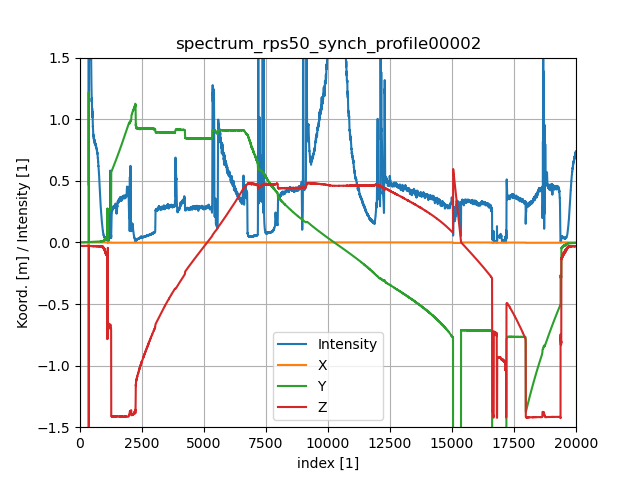 spectrum_rps50_synch_profile00002
Koord. [m] / Intensity [1]
1.5
1.0
0.5
0.0
−0.5
−1.0
−1.5
Intensity
X
Y
Z
0 2500 5000 7500 10000 12500 15000 17500 20000
index [1]